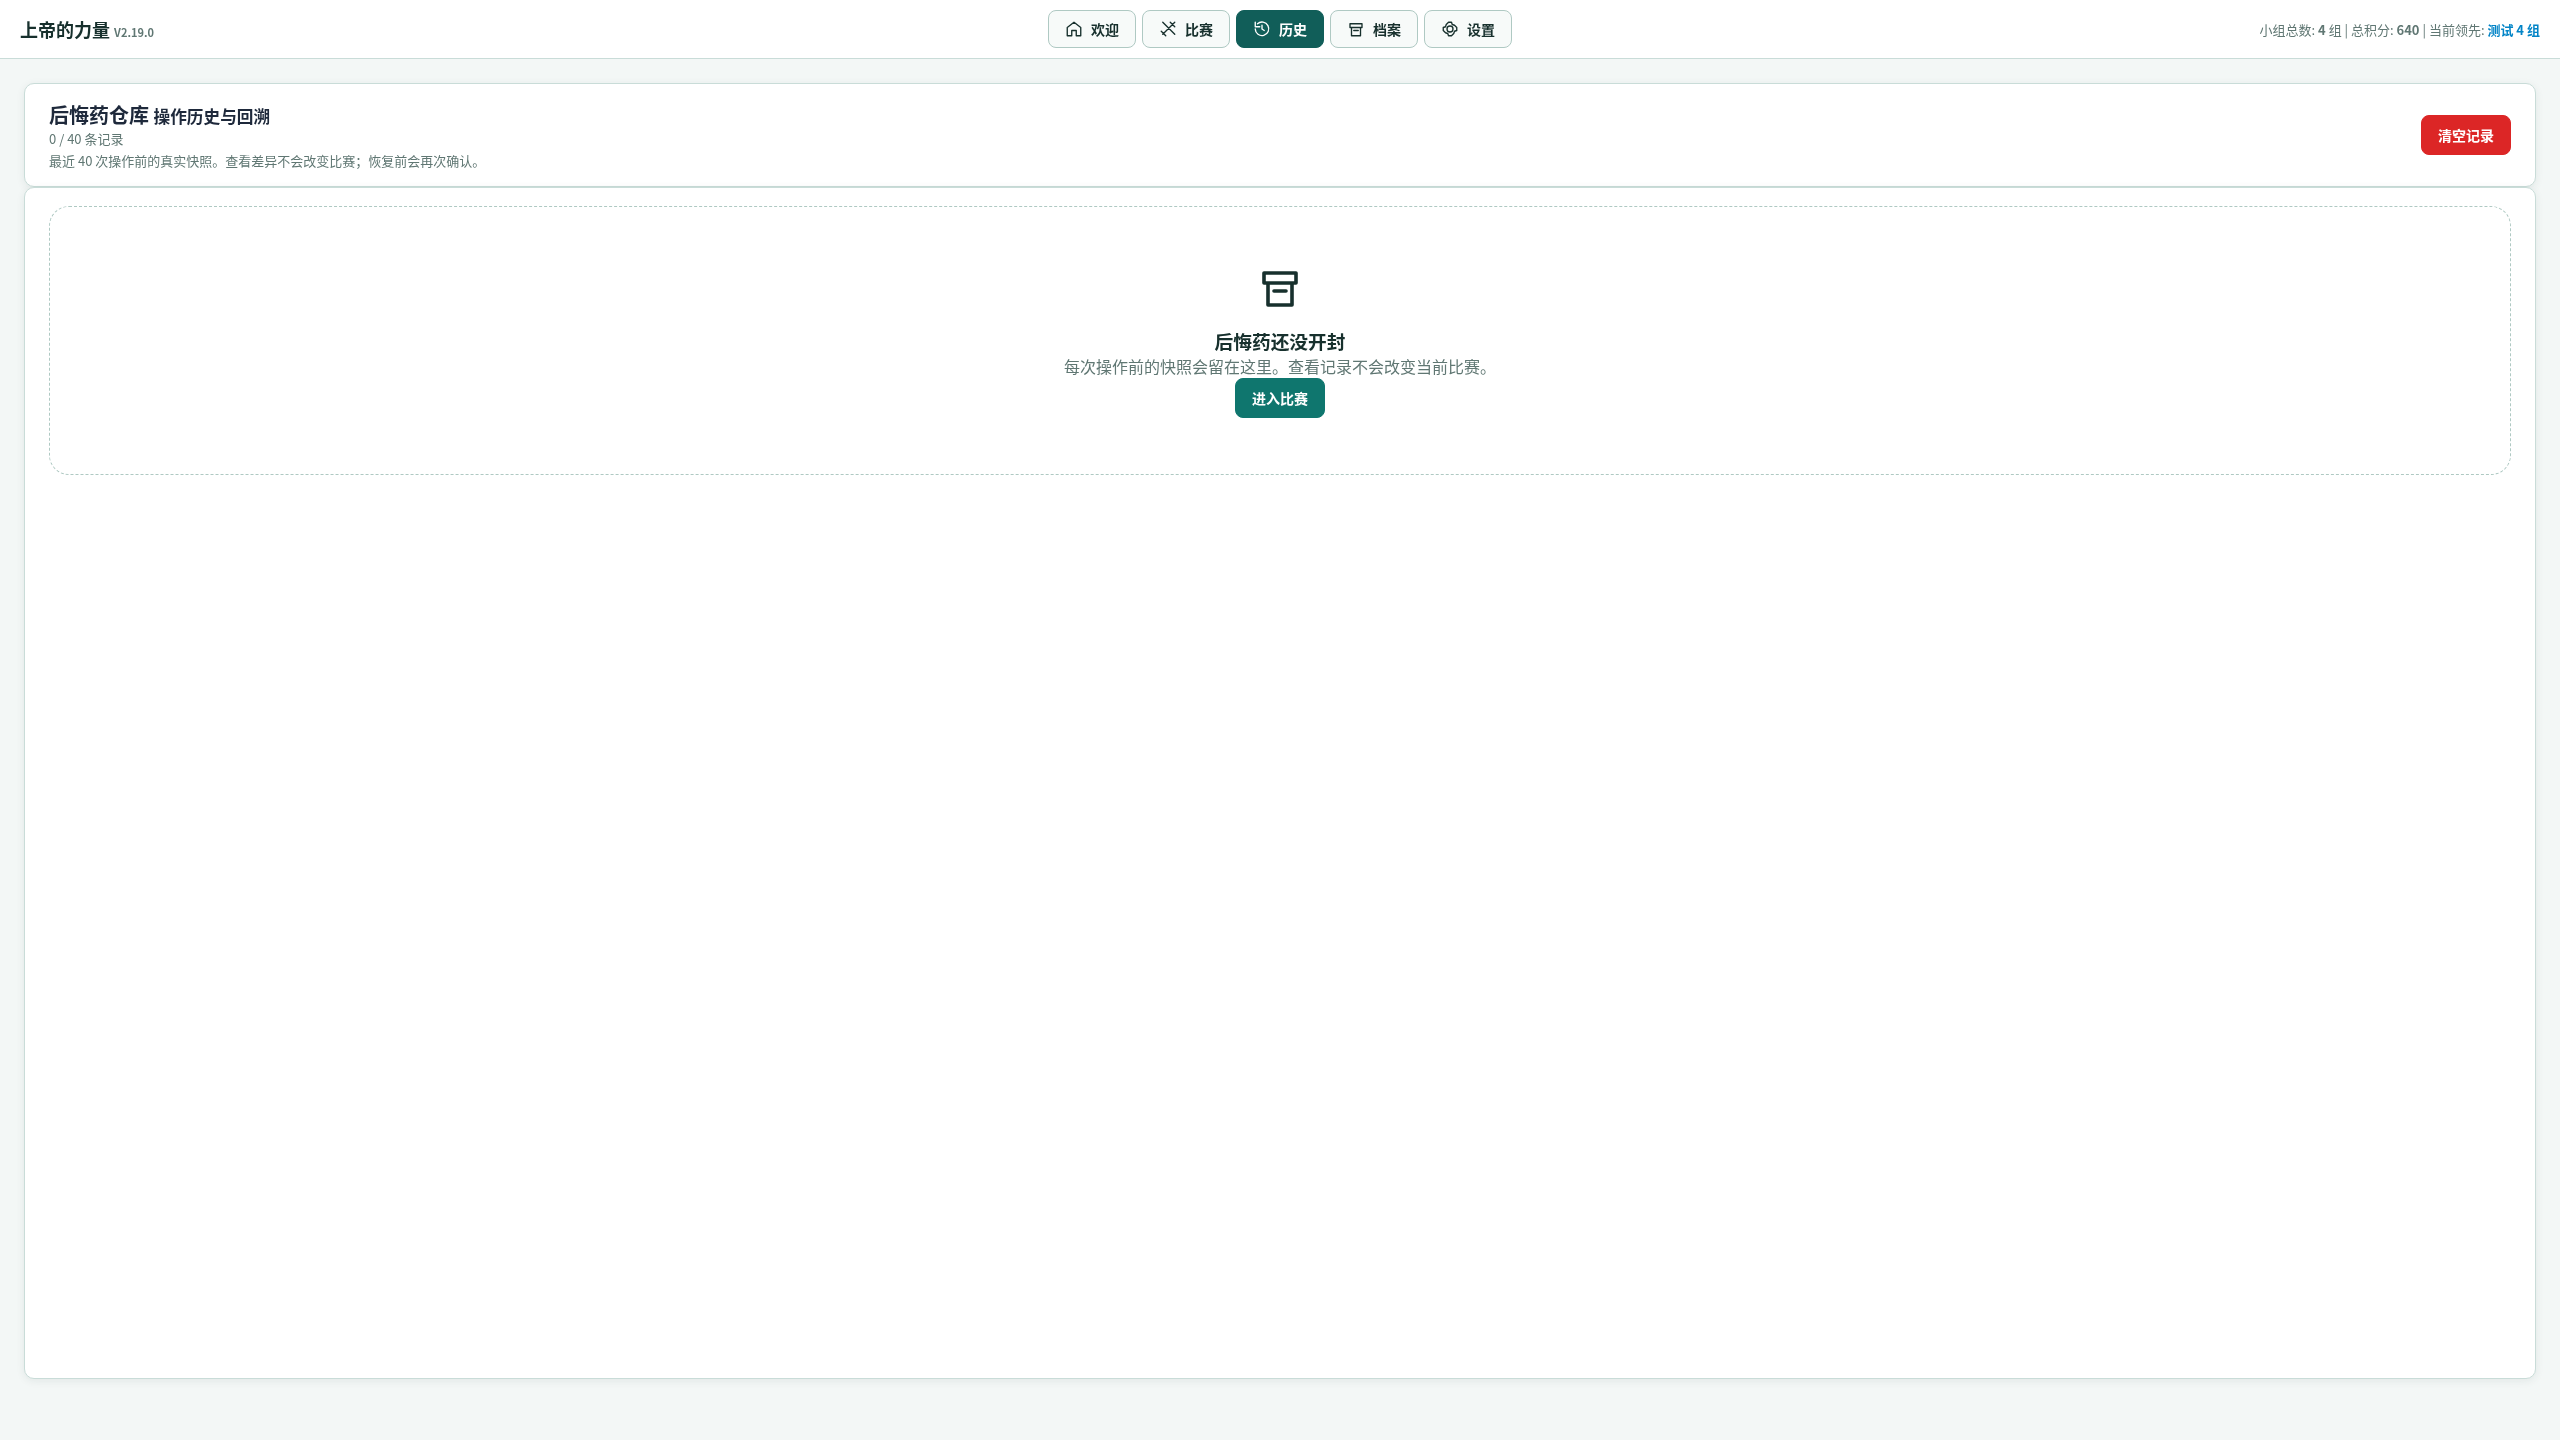 上帝的力量 V2.19.0
欢迎
比赛
历史
档案
设置
小组总数: 4 组 | 总积分: 640 | 当前领先: 测试 4 组
后悔药仓库 操作历史与回溯
0 / 40 条记录
最近 40 次操作前的真实快照。查看差异不会改变比赛；恢复前会再次确认。
清空记录
后悔药还没开封
每次操作前的快照会留在这里。查看记录不会改变当前比赛。
进入比赛